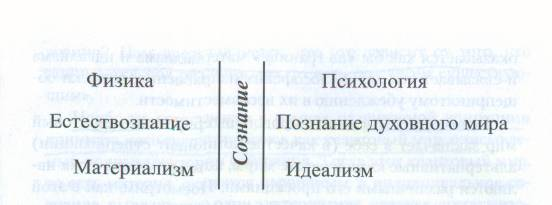 Физика Психология
Естествознание Познание духовного мира
Материализм Идеализм
Сознание